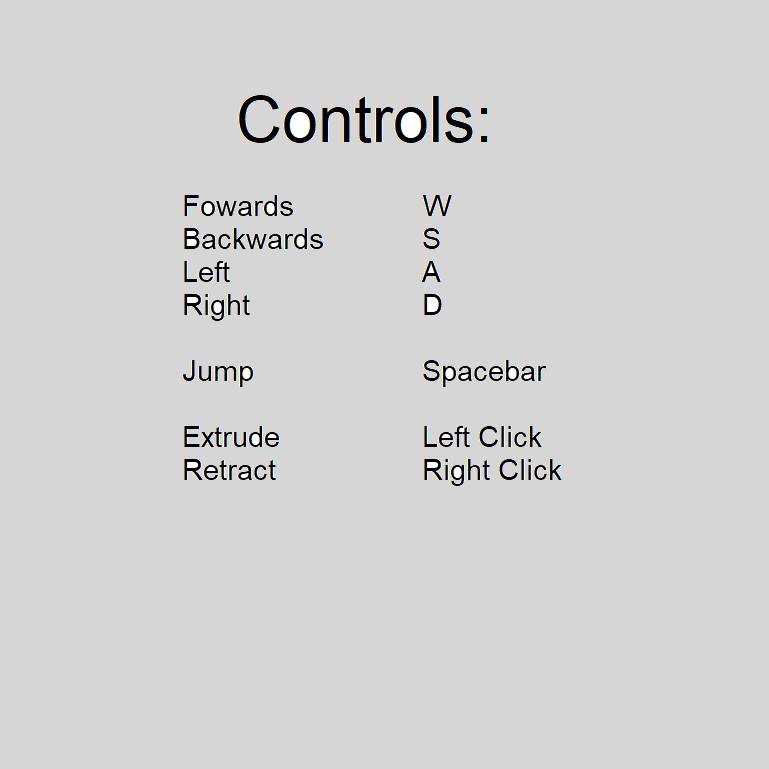 Controls:
Fowards W
Backwards S
Left A
Right D
Jump Spacebar
Extrude Left Click
Retract Right Click